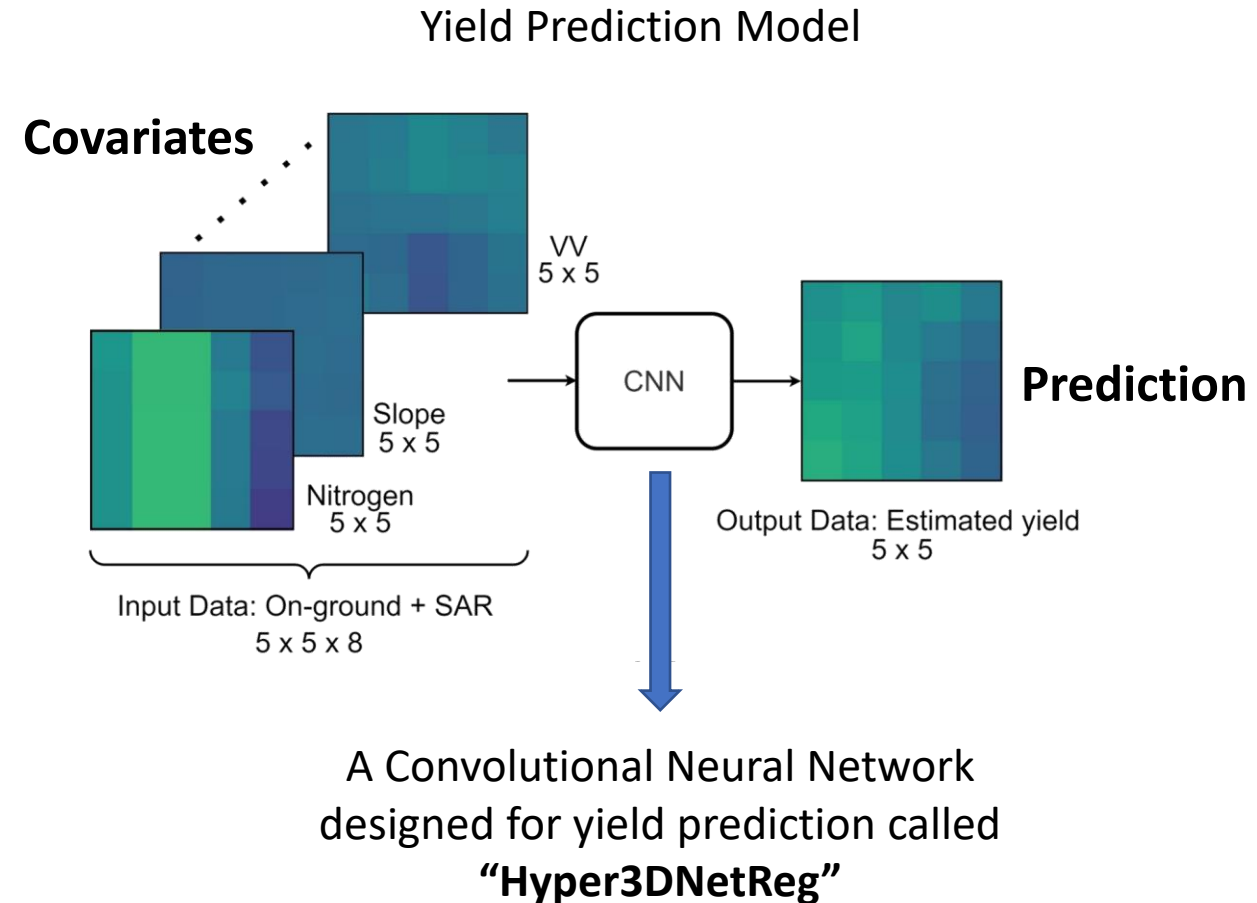 Yield Prediction Model
Covariates
VV
5 x 5
Slope
5 x 5
Nitrogen
5 x 5
Input Data: On-ground + SAR
5 x 5 x 8
CNN
Prediction
Output Data: Estimated yield
5 x 5
A Convolutional Neural Network
designed for yield prediction called
“Hyper3DNetReg”